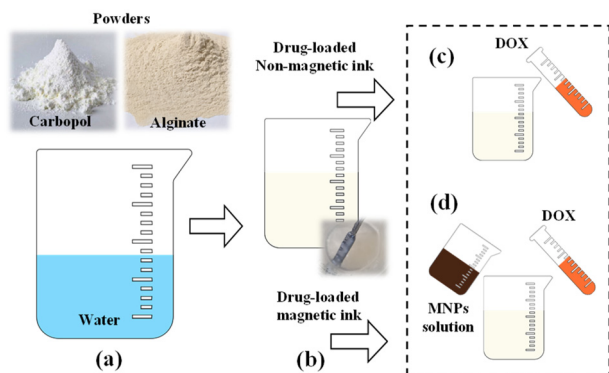 Powders
Carbopol
Alginate
Water
(a)
Drug-loaded
Non-magnetic ink
(b)
Drug-loaded
magnetic ink
(c)
DOX
(d)
DOX
MNPs
solution